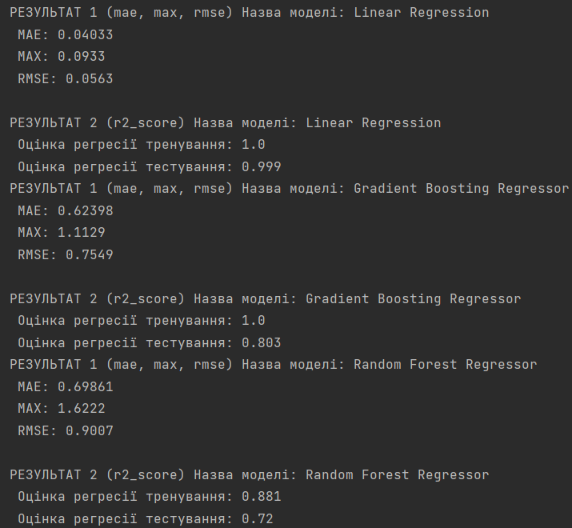 РЕЗУЛЬТАТ 1 (mae, max, rmse) Назва моделі: Linear Regression
MAE: 0.04033
MAX: 0.0933
RMSE: 0.0563
РЕЗУЛЬТАТ 2 (r2_score) Назва моделі: Linear Regression
Оцінка регресії тренування: 1.0
Оцінка регресії тестування: 0.999
РЕЗУЛЬТАТ 1 (mae, max, rmse) Назва моделі: Gradient Boosting Regressor
MAE: 0.62398
MAX: 1.1129
RMSE: 0.7549
РЕЗУЛЬТАТ 2 (r2_score) Назва моделі: Gradient Boosting Regressor
Оцінка регресії тренування: 1.0
Оцінка регресії тестування: 0.803
РЕЗУЛЬТАТ 1 (mae, max, rmse) Назва моделі: Random Forest Regressor
MAE: 0.69861
MAX: 1.6222
RMSE: 0.9007
РЕЗУЛЬТАТ 2 (r2_score) Назва моделі: Random Forest Regressor
Оцінка регресії тренування: 0.881
Оцінка регресії тестування: 0.72